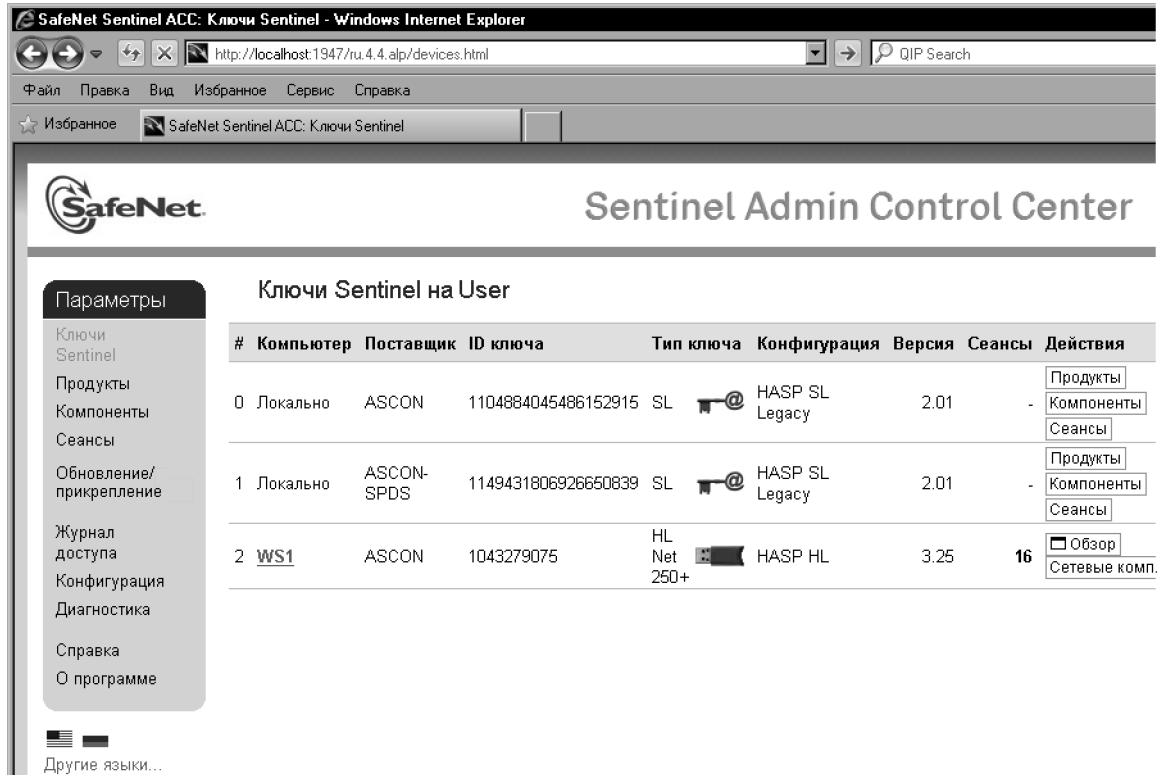 SafeNet Sentinel ACC: Ключи Sentinel - Windows Internet Explorer
http://localhost:1947/ru.4.4.alp/devices.html
QIP Search
Файл Правка Вид Избранное Сервис Справка
Избранное SafeNet Sentinel ACC: Ключи Sentinel
SafeNet.
Sentinel Admin Control Center
Параметры
Ключи
Sentinel
Продукты
Компоненты
Сеансы
Обновление/
прикрепление
Журнал
доступа
Конфигурация
Диагностика
Справка
О программе
Другие языки...
Ключи Sentinel на User
# Компьютер Поставщик ID ключа Тип ключа Конфигурация Версия Сеансы Действия
0 Локально ASCON 1104884045486152915 SL HASP SL Legacy 2.01 - Продукты
Компоненты
Сеансы
1 Локально ASCON-SPDS 1149431806926650839 SL HASP SL Legacy 2.01 - Продукты
Компоненты
Сеансы
2 WS1 ASCON 1043279075 HL Net 250+ HASP HL 3.25 16 Обзор
Сетевые комп.